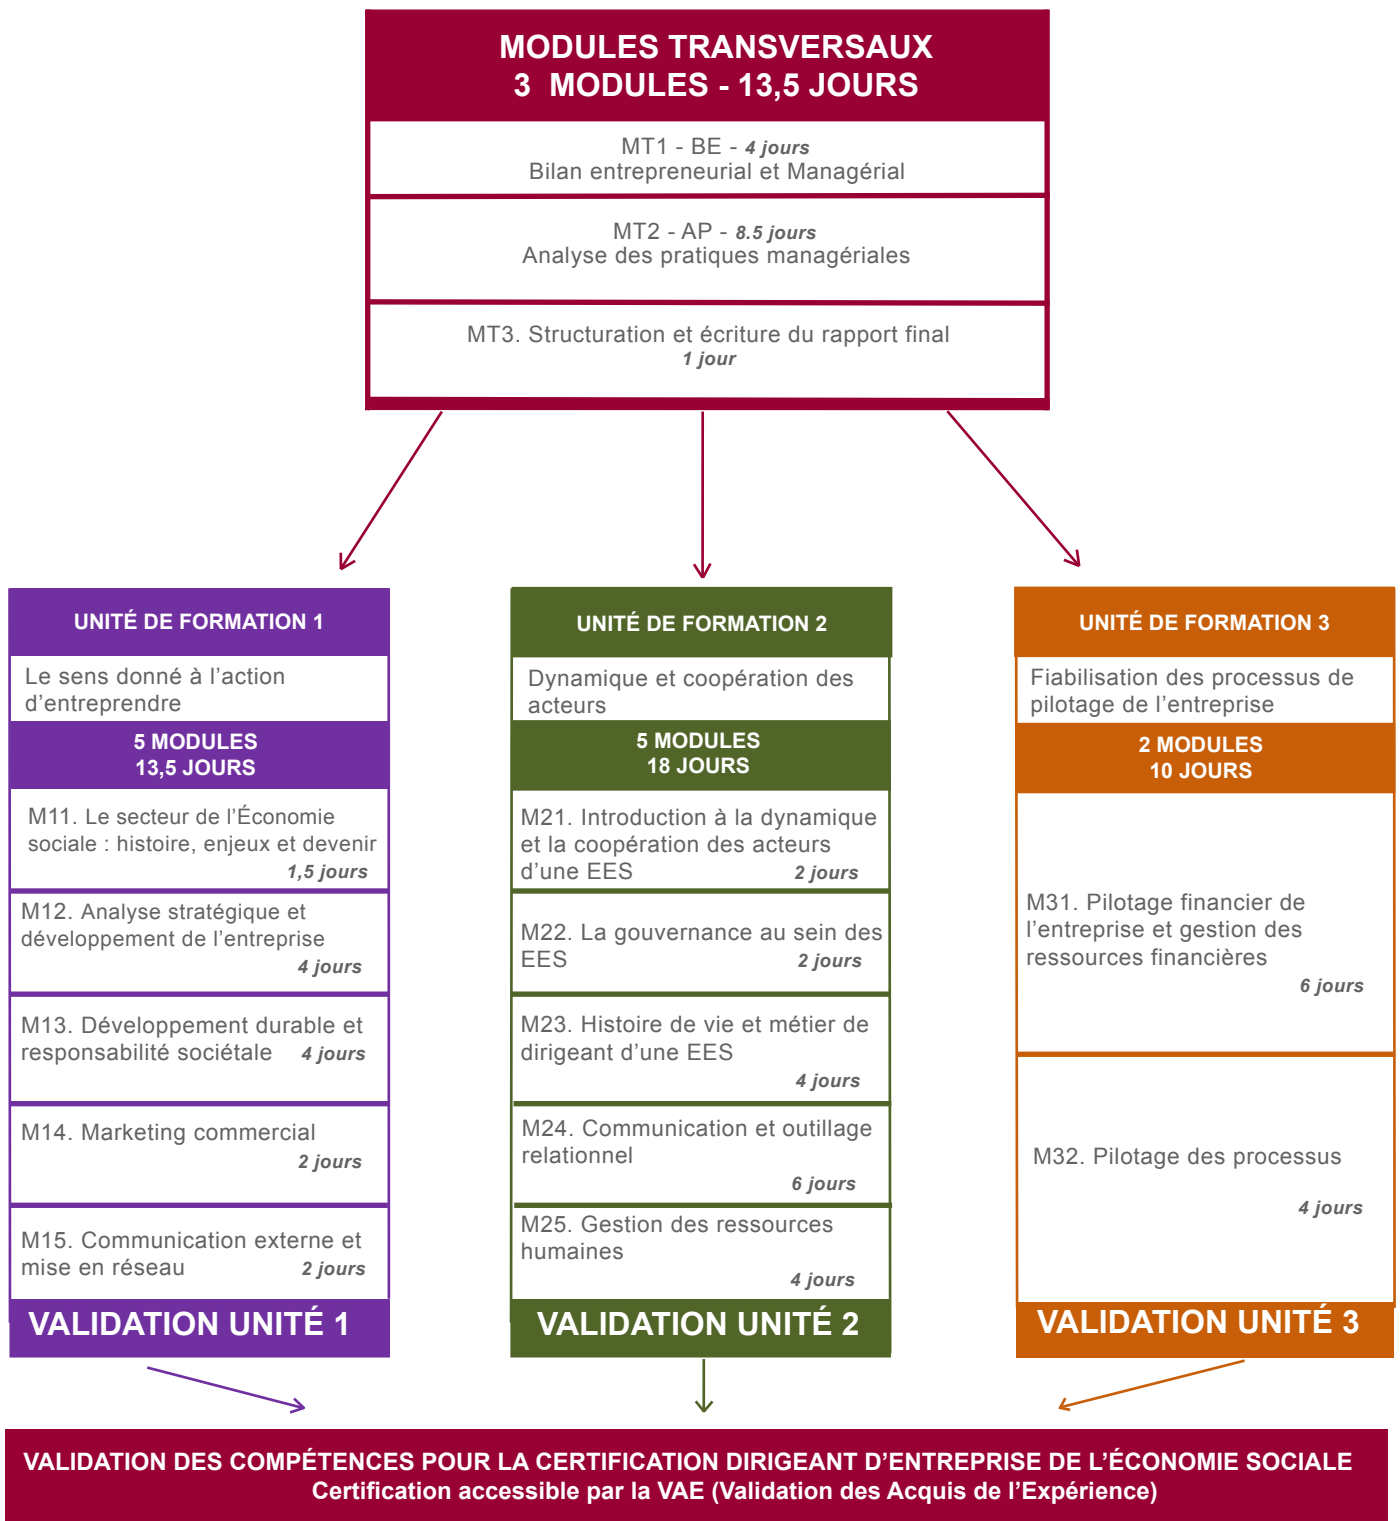 MODULES TRANSVERSAUX
3 MODULES - 13,5 JOURS
MT1 - BE - 4 jours
Bilan entrepreneurial et Managérial
MT2 - AP - 8.5 jours
Analyse des pratiques managériales
MT3. Structuration et écriture du rapport final
1 jour
UNITÉ DE FORMATION 1
Le sens donné à l’action
d’entreprendre
5 MODULES
13,5 JOURS
M11. Le secteur de l’Économie
sociale : histoire, enjeux et devenir
1,5 jours
M12. Analyse stratégique et
développement de l’entreprise
4 jours
M13. Développement durable et
responsabilité sociétale 4 jours
M14. Marketing commercial
2 jours
M15. Communication externe et
mise en réseau 2 jours
VALIDATION UNITÉ 1
UNITÉ DE FORMATION 2
Dynamique et coopération des
acteurs
5 MODULES
18 JOURS
M21. Introduction à la dynamique
et la coopération des acteurs
d’une EES 2 jours
M22. La gouvernance au sein des
EES 2 jours
M23. Histoire de vie et métier de
dirigeant d’une EES
4 jours
M24. Communication et outillage
relationnel
6 jours
M25. Gestion des ressources
humaines
4 jours
VALIDATION UNITÉ 2
UNITÉ DE FORMATION 3
Fiabilisation des processus de
pilotage de l’entreprise
2 MODULES
10 JOURS
M31. Pilotage financier de
l’entreprise et gestion des
ressources financières
6 jours
M32. Pilotage des processus
4 jours
VALIDATION UNITÉ 3
VALIDATION DES COMPÉTENCES POUR LA CERTIFICATION DIRIGEANT D’ENTREPRISE DE L’ÉCONOMIE SOCIALE
Certification accessible par la VAE (Validation des Acquis de l’Expérience)